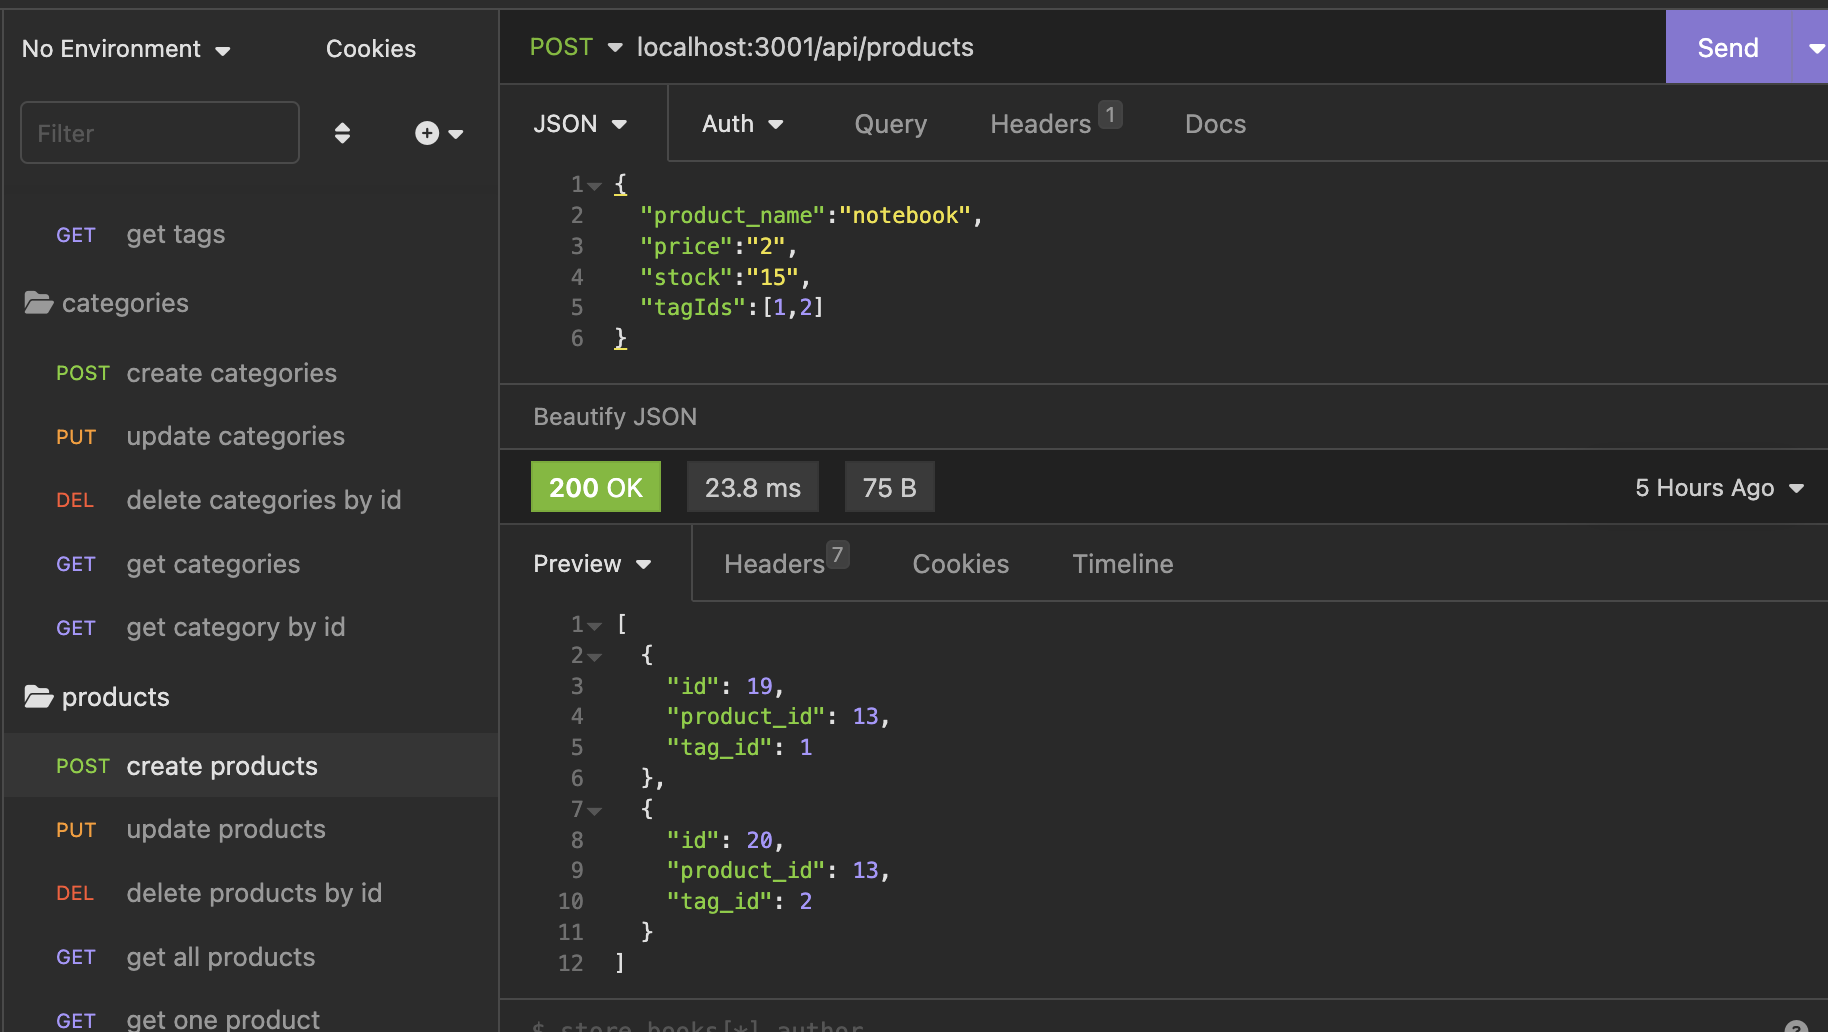 No Environment
Cookies
Filter
GET get tags
categories
POST create categories
PUT update categories
DEL delete categories by id
GET get categories
GET get category by id
products
POST create products
PUT update products
DEL delete products by id
GET get all products
GET get one product
POST localhost:3001/api/products
Send
JSON Auth Query Headers 1 Docs
1 {
2 "product_name":"notebook",
3 "price":"2",
4 "stock":"15",
5 "tagIds":[1,2]
6 }
Beautify JSON
200 OK 23.8 ms 75 B 5 Hours Ago
Preview Headers 7 Cookies Timeline
1 [
2 {
3 "id": 19,
4 "product_id": 13,
5 "tag_id": 1
6 },
7 {
8 "id": 20,
9 "product_id": 13,
10 "tag_id": 2
11 }
12 ]
$.store.books[*].author
?